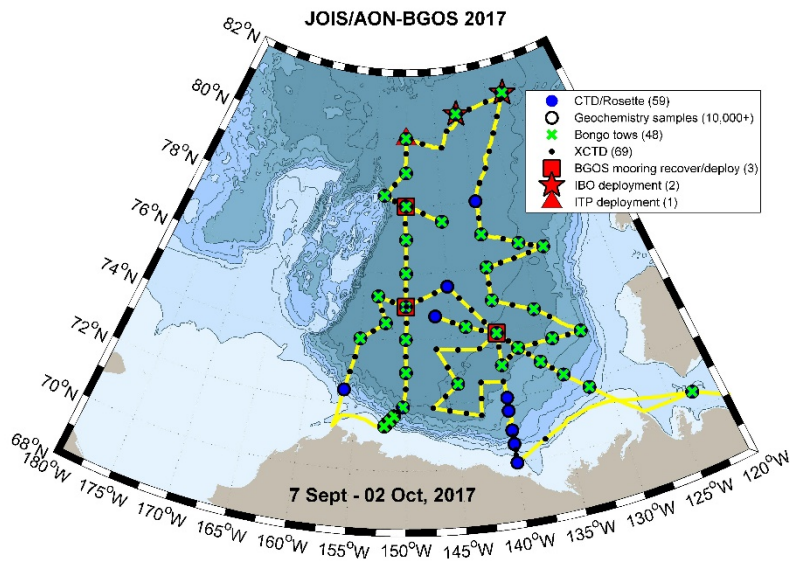 JOIS/AON-BGOS 2017
82°N
80°N
78°N
76°N
74°N
72°N
70°N
68°N
CTD/Rosette (59)
Geochemistry samples (10,000+)
Bongo tows (48)
XCTD (69)
BGOS mooring recover/deploy (3)
IBO deployment (2)
ITP deployment (1)
7 Sept - 02 Oct, 2017
180°W
175°W
170°W
165°W
160°W
155°W
150°W
145°W
140°W
135°W
130°W
125°W
120°W